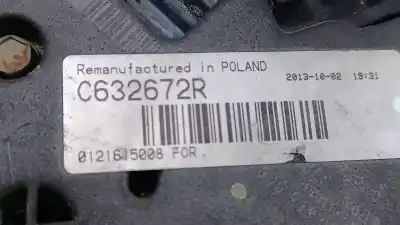 Remanufactured in POLAND
C632672R 2013-10-02 19:31
0121615008 FOR